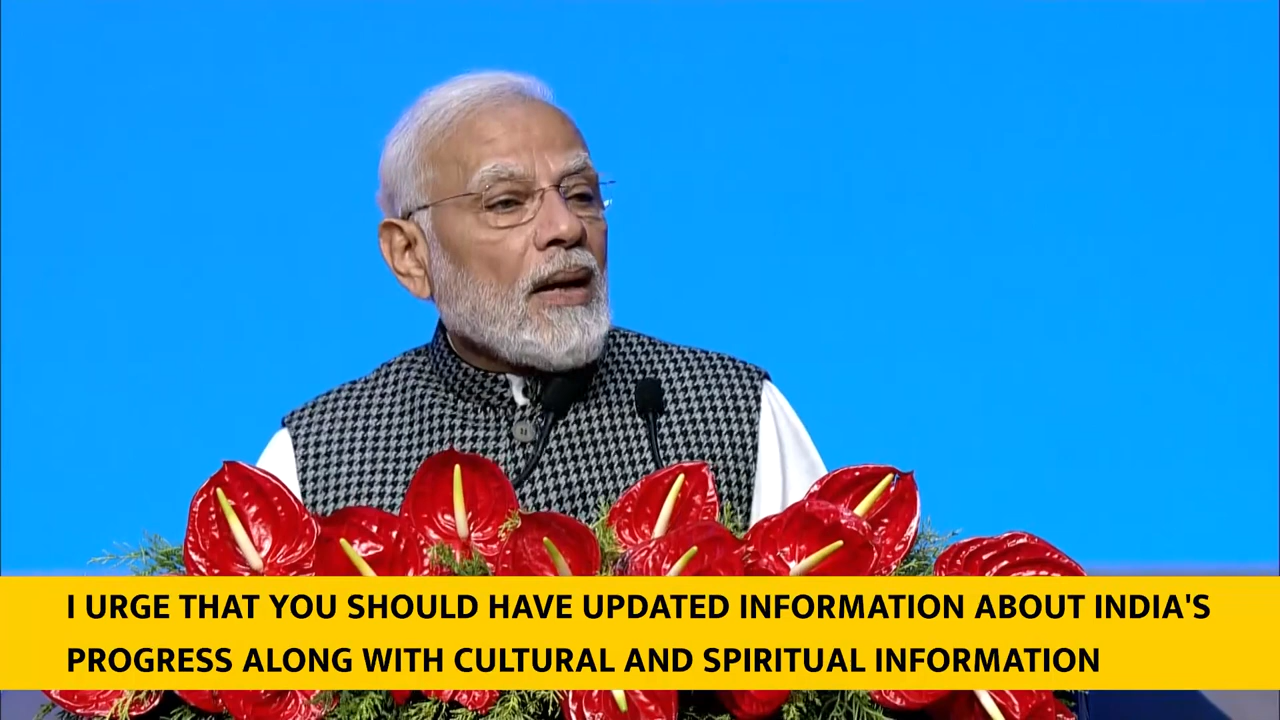 I URGE THAT YOU SHOULD HAVE UPDATED INFORMATION ABOUT INDIA'S
PROGRESS ALONG WITH CULTURAL AND SPIRITUAL INFORMATION